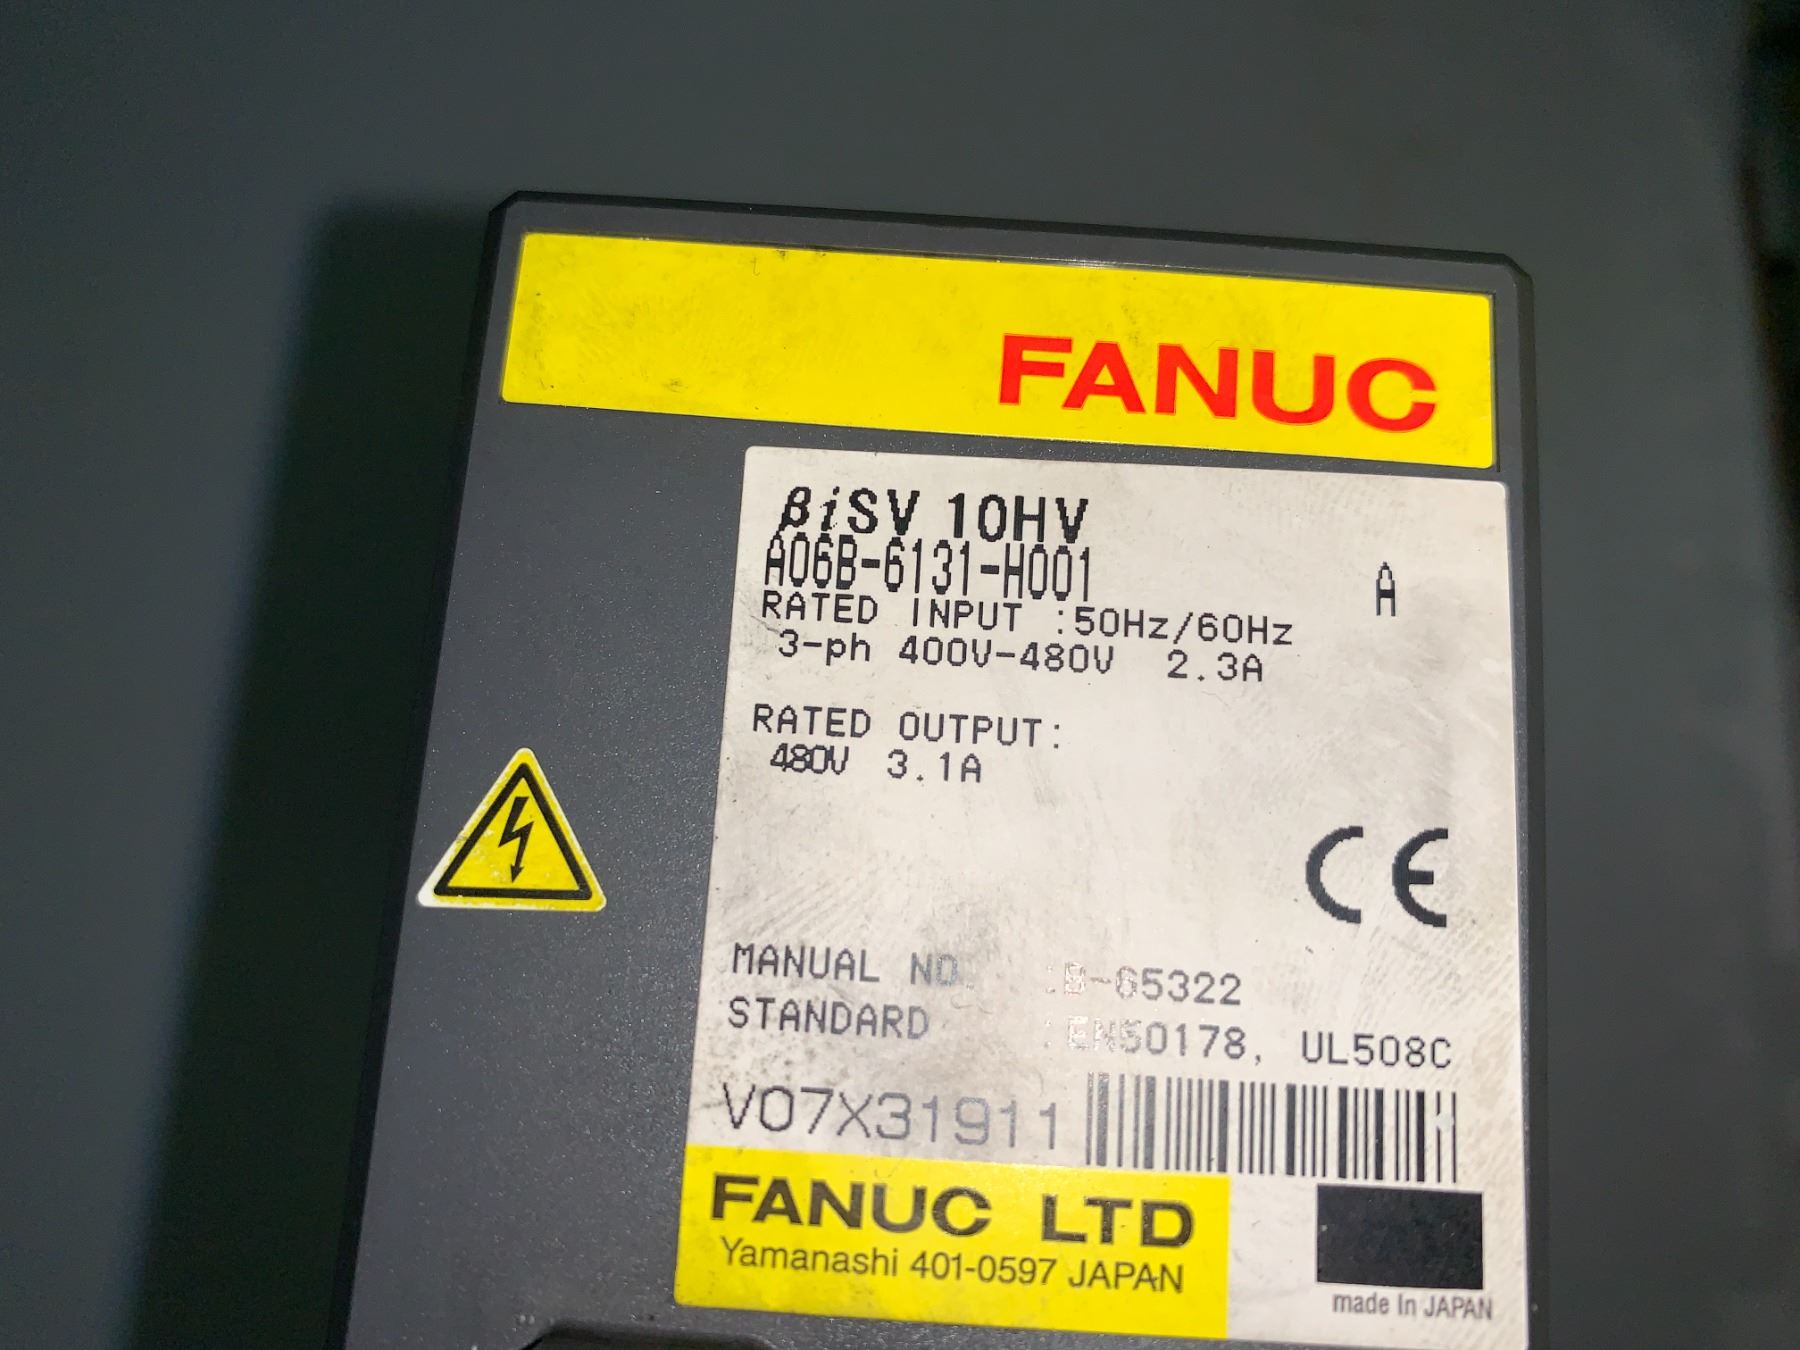 FANUC
βiSV 10HV
A06B-6131-H001
A
RATED INPUT :50Hz/60Hz
3-ph 400V-480V 2.3A
RATED OUTPUT:
480V 3.1A
CE
MANUAL NO. :B-65322
STANDARD :EN50178, UL508C
V07X31911
FANUC LTD
Yamanashi 401-0597 JAPAN
made In JAPAN